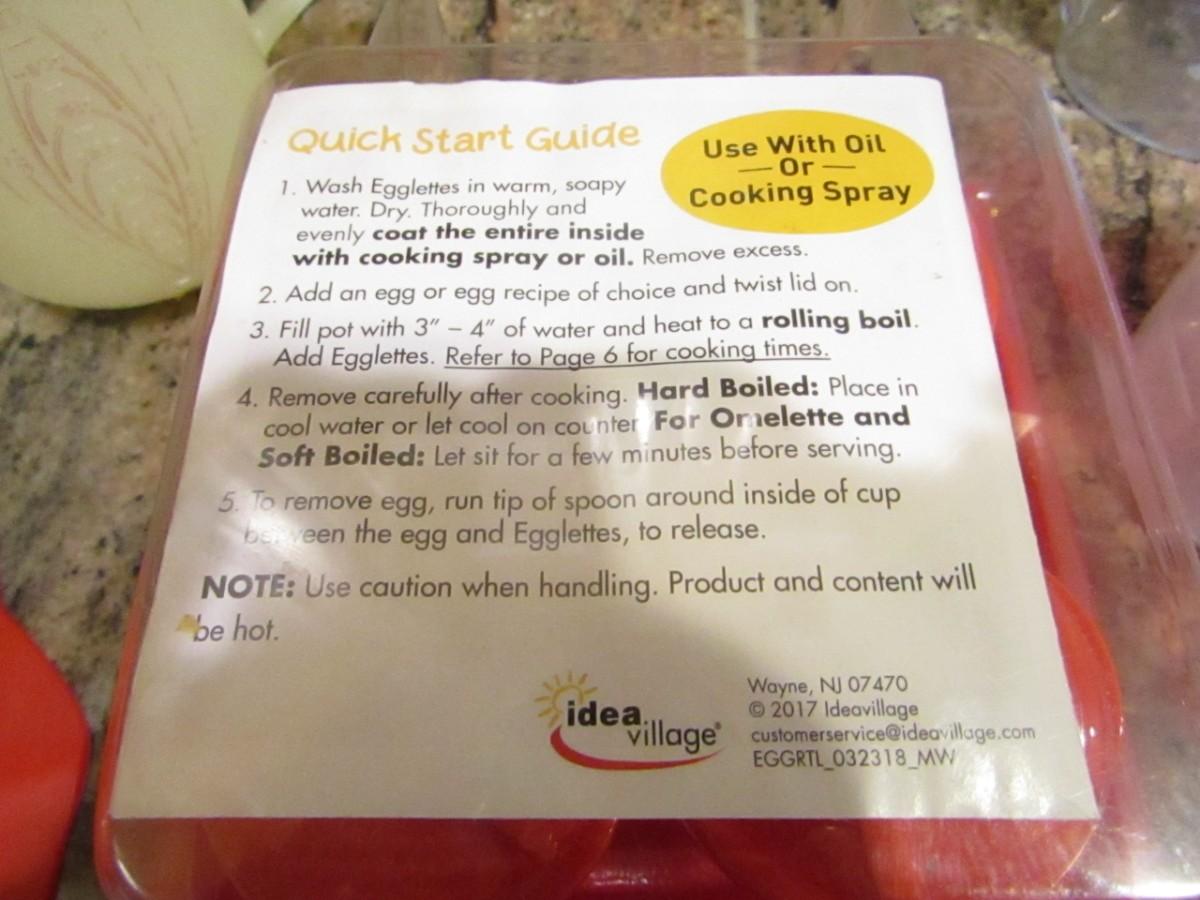 Quick Start Guide
Use With Oil
— Or —
Cooking Spray
1. Wash Egglettes in warm, soapy
water. Dry. Thoroughly and
evenly coat the entire inside
with cooking spray or oil. Remove excess.
2. Add an egg or egg recipe of choice and twist lid on.
3. Fill pot with 3” – 4” of water and heat to a rolling boil.
Add Egglettes. Refer to Page 6 for cooking times.
4. Remove carefully after cooking. Hard Boiled: Place in
cool water or let cool on counter. For Omelette and
Soft Boiled: Let sit for a few minutes before serving.
5. To remove egg, run tip of spoon around inside of cup
between the egg and Egglettes, to release.
NOTE: Use caution when handling. Product and content will
be hot.
idea village®
Wayne, NJ 07470
© 2017 Ideavillage
customerservice@ideavillage.com
EGGRTL_032318_MW